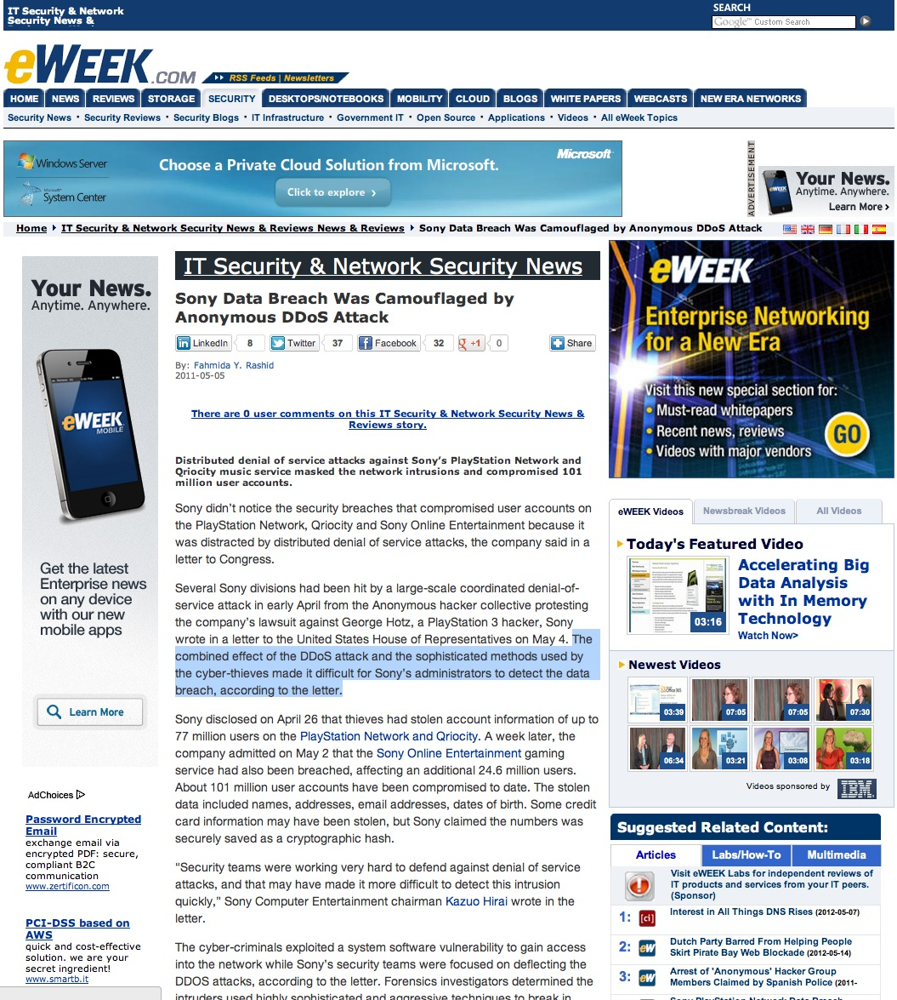 IT Security & Network
Security News &
SEARCH
Google™ Custom Search
eWEEK.COM
RSS Feeds | Newsletters
HOME NEWS REVIEWS STORAGE SECURITY DESKTOPS/NOTEBOOKS MOBILITY CLOUD BLOGS WHITE PAPERS WEBCASTS NEW ERA NETWORKS
Security News • Security Reviews • Security Blogs • IT Infrastructure • Government IT • Open Source • Applications • Videos • All eWeek Topics
Windows Server
Microsoft System Center
Choose a Private Cloud Solution from Microsoft.
Click to explore ›
Microsoft
ADVERTISEMENT
Your News.
Anytime. Anywhere.
Learn More ›
Home IT Security & Network Security News & Reviews News & Reviews Sony Data Breach Was Camouflaged by Anonymous DDoS Attack
Your News.
Anytime. Anywhere.
eWEEK
MOBILE
Get the latest
Enterprise news
on any device
with our new
mobile apps
Learn More
AdChoices
Password Encrypted
Email
exchange email via
encrypted PDF: secure,
compliant B2C
communication
www.zertificon.com
PCI-DSS based on
AWS
quick and cost-effective
solution. we are your
secret ingredient!
www.smartb.it
IT Security & Network Security News
Sony Data Breach Was Camouflaged by
Anonymous DDoS Attack
LinkedIn 8 Twitter 37 Facebook 32 +1 0 Share
By: Fahmida Y. Rashid
2011-05-05
There are 0 user comments on this IT Security & Network Security News &
Reviews story.
Distributed denial of service attacks against Sony’s PlayStation Network and
Qriocity music service masked the network intrusions and compromised 101
million user accounts.
Sony didn’t notice the security breaches that compromised user accounts on
the PlayStation Network, Qriocity and Sony Online Entertainment because it
was distracted by distributed denial of service attacks, the company said in a
letter to Congress.
Several Sony divisions had been hit by a large-scale coordinated denial-of-
service attack in early April from the Anonymous hacker collective protesting
the company’s lawsuit against George Hotz, a PlayStation 3 hacker, Sony
wrote in a letter to the United States House of Representatives on May 4. The
combined effect of the DDoS attack and the sophisticated methods used by
the cyber-thieves made it difficult for Sony’s administrators to detect the data
breach, according to the letter.
Sony disclosed on April 26 that thieves had stolen account information of up to
77 million users on the PlayStation Network and Qriocity. A week later, the
company admitted on May 2 that the Sony Online Entertainment gaming
service had also been breached, affecting an additional 24.6 million users.
About 101 million user accounts have been compromised to date. The stolen
data included names, addresses, email addresses, dates of birth. Some credit
card information may have been stolen, but Sony claimed the numbers was
securely saved as a cryptographic hash.
“Security teams were working very hard to defend against denial of service
attacks, and that may have made it more difficult to detect this intrusion
quickly,” Sony Computer Entertainment chairman Kazuo Hirai wrote in the
letter.
The cyber-criminals exploited a system software vulnerability to gain access
into the network while Sony’s security teams were focused on deflecting the
DDOS attacks, according to the letter. Forensics investigators determined the
intruders used highly sophisticated and aggressive techniques to break in
eWEEK
Enterprise Networking
for a New Era
Visit this new special section for:
• Must-read whitepapers
• Recent news, reviews
• Videos with major vendors
GO
eWEEK Videos Newsbreak Videos All Videos
Today's Featured Video
03:16
Accelerating Big
Data Analysis
with In Memory
Technology
Watch Now>
Newest Videos
03:39 07:05 07:05 07:30
06:34 03:21 03:08 03:18
Videos sponsored by IBM
Suggested Related Content:
Articles Labs/How-To Multimedia
Visit eWEEK Labs for independent reviews of
IT products and services from your IT peers.
(Sponsor)
1: [ci] Interest in All Things DNS Rises (2012-05-07)
2: eW Dutch Party Barred From Helping People
Skirt Pirate Bay Web Blockade (2012-05-14)
3: eW Arrest of 'Anonymous' Hacker Group
Members Claimed by Spanish Police (2011-